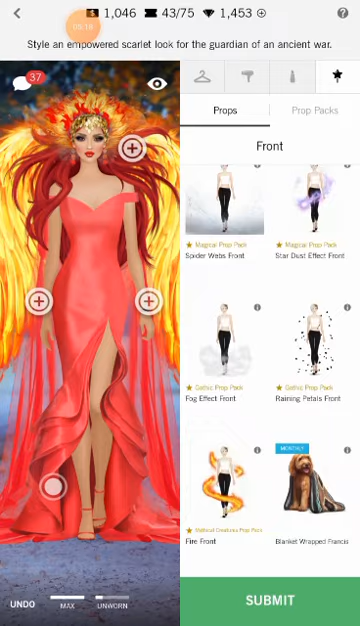 1,046 43/75 1,453
05:18
Style an empowered scarlet look for the guardian of an ancient war.
37
Props Prop Packs
Front
Magical Prop Pack Magical Prop Pack
Spider Webs Front Star Dust Effect Front
Gothic Prop Pack Gothic Prop Pack
Fog Effect Front Raining Petals Front
MONTHLY
Mythical Creatures Prop Pack
Fire Front Blanket Wrapped Francis
UNDO MAX UNWORN
SUBMIT